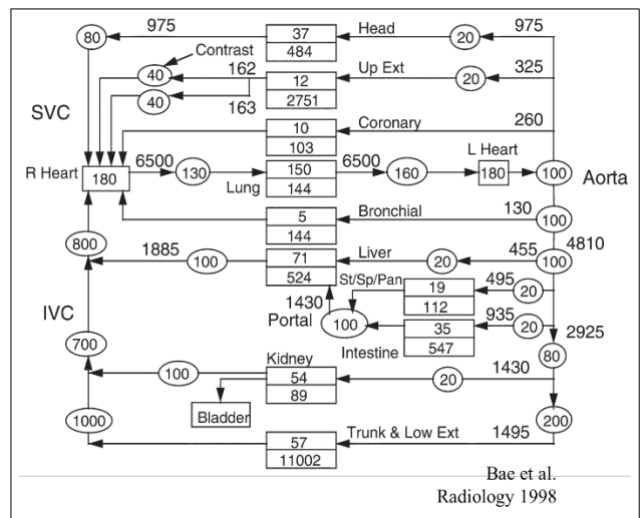 975 37 Head 975
80 484 20
Contrast
40 162 12 Up Ext 325
40 163 2751 20
SVC
10 Coronary 260
103
R Heart 180 6500 130 Lung 150 6500 160 L Heart 180 100 Aorta
144
5 Bronchial 130 100
144
800 1885 100 71 Liver 455 4810
524 20 100
IVC 1430 St/Sp/Pan 19 495 20
Portal 100 112
35 935 20 2925
700 Intestine 547
Kidney 80
100 54 1430
89 20
Bladder
1000 57 Trunk & Low Ext 1495 200
11002
Bae et al.
Radiology 1998